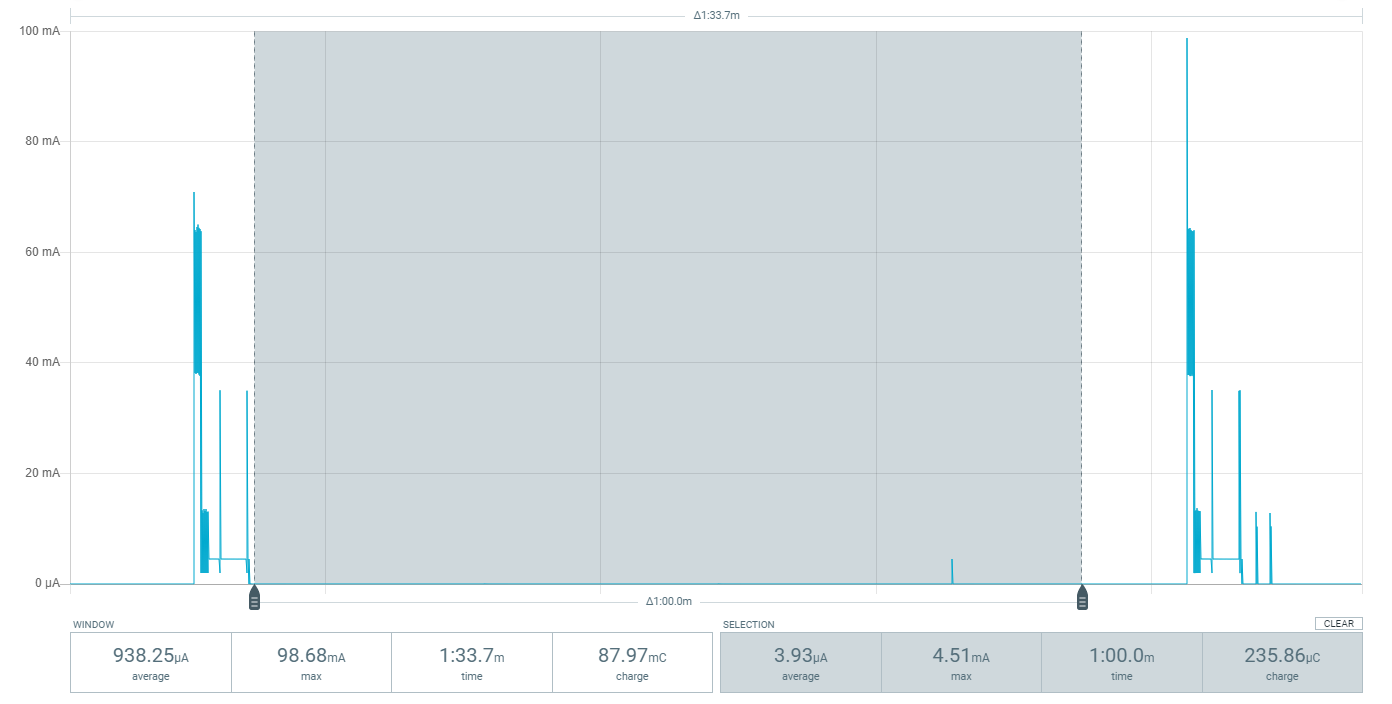 Δ1:33.7m
100 mA
80 mA
60 mA
40 mA
20 mA
0 µA
Δ1:00.0m
WINDOW
SELECTION
CLEAR
938.25µA
98.68mA
1:33.7m
87.97mC
3.93µA
4.51mA
1:00.0m
235.86µC
average
max
time
charge
average
max
time
charge